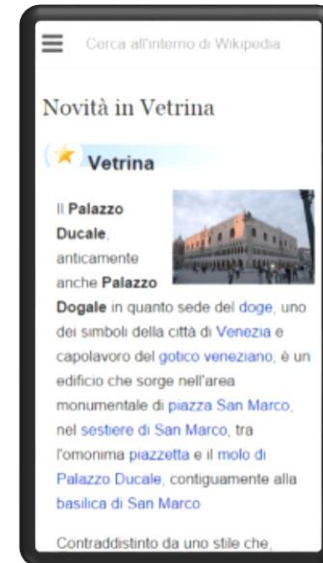 Cerca all'interno di Wikipedia
Novità in Vetrina
Vetrina
Il Palazzo
Ducale,
anticamente
anche Palazzo
Dogale in quanto sede del doge, uno
dei simboli della città di Venezia e
capolavoro del gotico veneziano, è un
edificio che sorge nell'area
monumentale di piazza San Marco,
nel sestiere di San Marco, tra
l'omonima piazzetta e il molo di
Palazzo Ducale, contiguamente alla
basilica di San Marco
Contraddistinto da uno stile che,